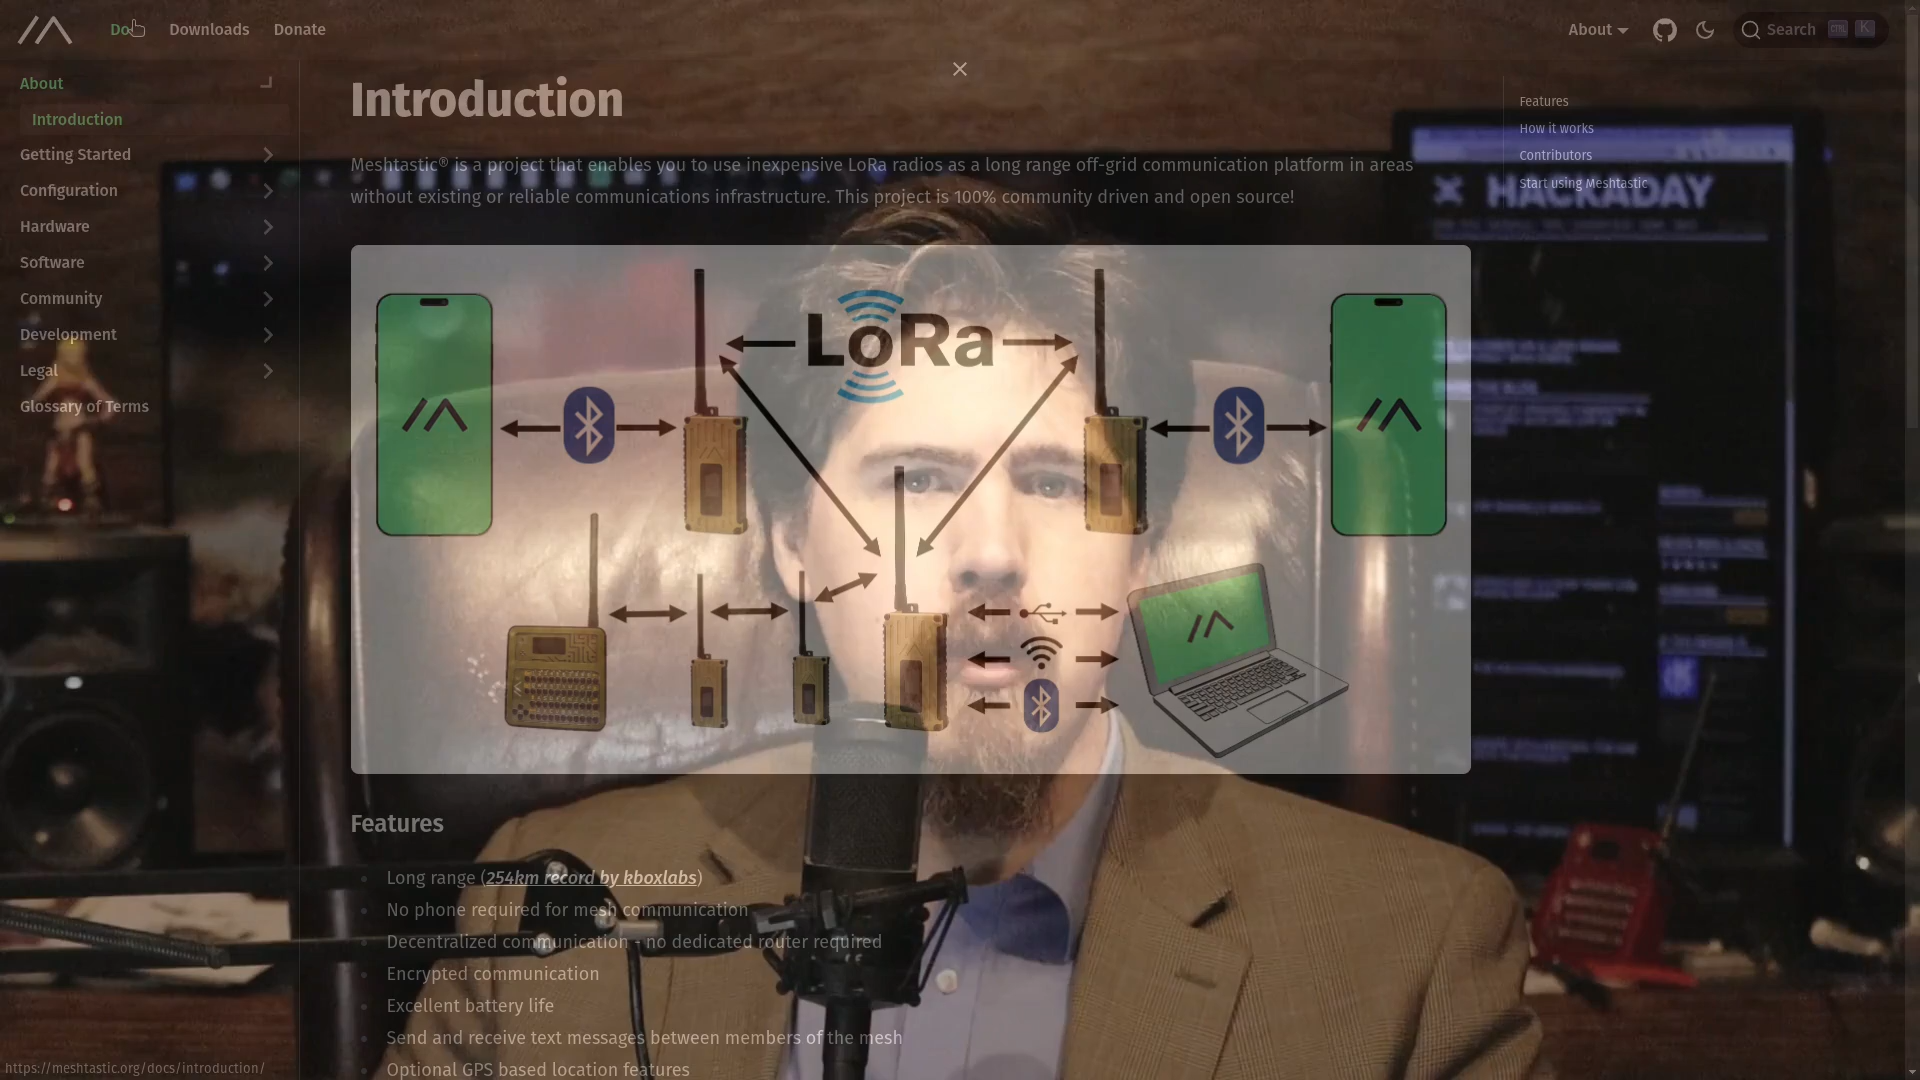 Do
Downloads
Donate
About
Search
CTRL
K
About
Introduction
Getting Started
Configuration
Hardware
Software
Community
Development
Legal
Glossary of Terms
Introduction
Meshtastic® is a project that enables you to use inexpensive LoRa radios as a long range off-grid communication platform in areas
without existing or reliable communications infrastructure. This project is 100% community driven and open source!
LoRa
Features
Long range (254km record by kboxlabs)
No phone required for mesh communication
Decentralized communication - no dedicated router required
Encrypted communication
Excellent battery life
Send and receive text messages between members of the mesh
Optional GPS based location features
Features
How it works
Contributors
Start using Meshtastic
HACKADAY
https://meshtastic.org/docs/introduction/